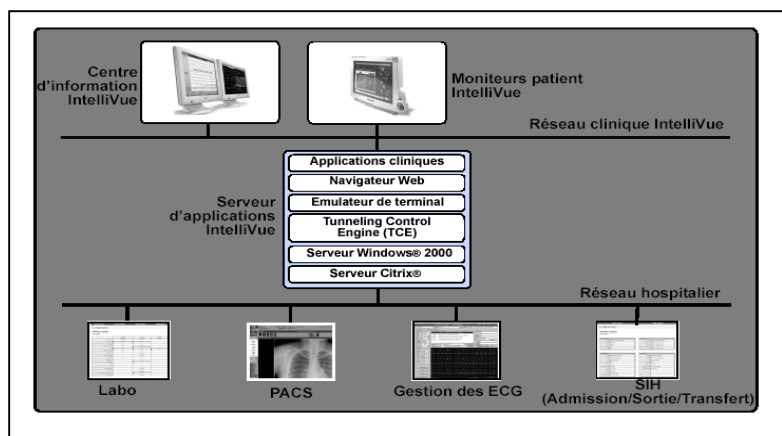 Centre
d'information
IntelliVue
Moniteurs patient
IntelliVue
Réseau clinique IntelliVue
Applications cliniques
Navigateur Web
Emulateur de terminal
Tunneling Control
Engine (TCE)
Serveur Windows® 2000
Serveur Citrix®
Serveur
d'applications
IntelliVue
Réseau hospitalier
Labo
PACS
Gestion des ECG
SIH
(Admission/Sortie/Transfert)